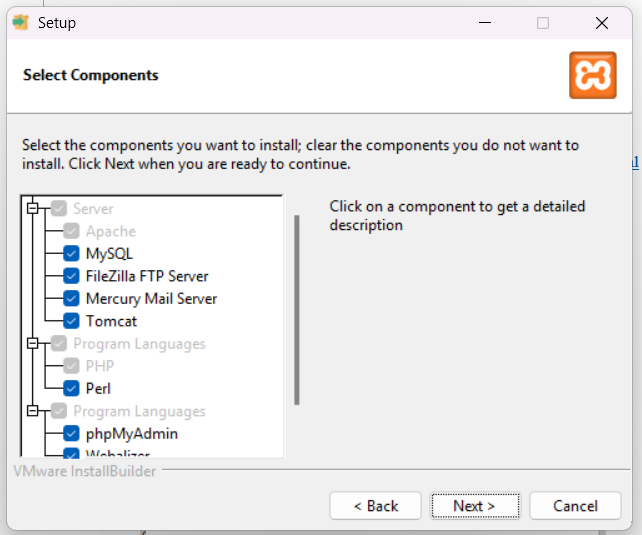 Setup
Select Components
Select the components you want to install; clear the components you do not want to
install. Click Next when you are ready to continue.
Server
Apache
MySQL
FileZilla FTP Server
Mercury Mail Server
Tomcat
Program Languages
PHP
Perl
Program Languages
phpMyAdmin
Webalizer
Click on a component to get a detailed
description
VMware InstallBuilder
< Back
Next >
Cancel